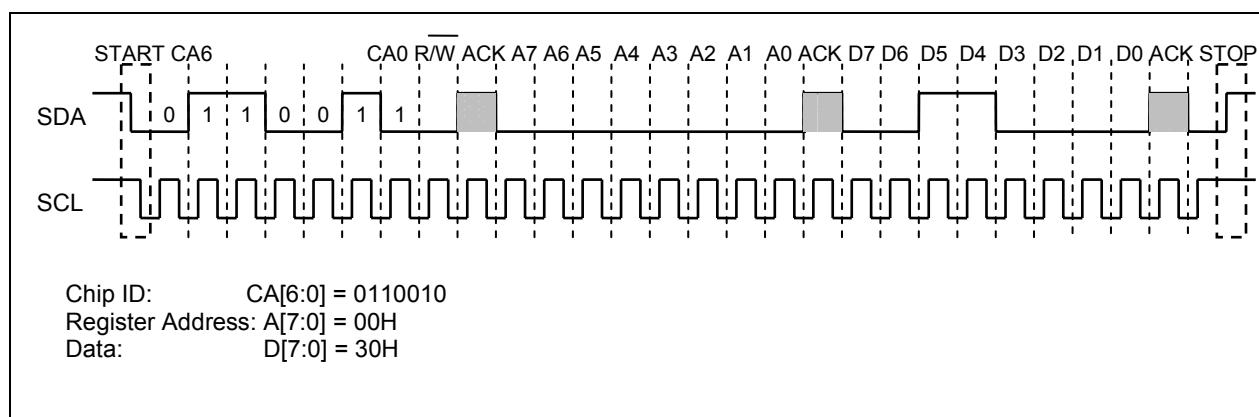 START CA6 CA0 R/W ACK A7 A6 A5 A4 A3 A2 A1 A0 ACK D7 D6 D5 D4 D3 D2 D1 D0 ACK STOP
SDA 0 1 1 0 0 1 1
SCL
Chip ID: CA[6:0] = 0110010
Register Address: A[7:0] = 00H
Data: D[7:0] = 30H